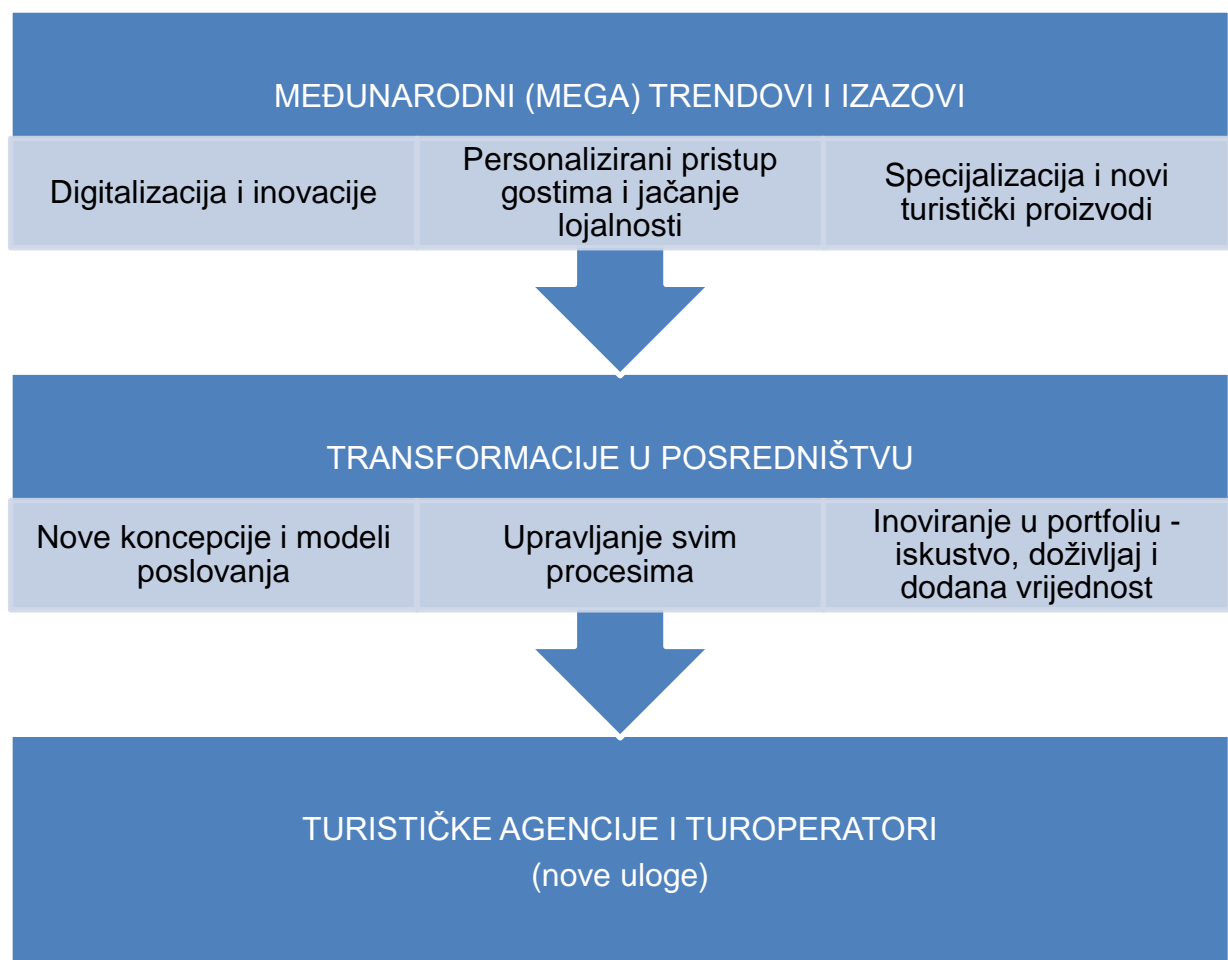 MEĐUNARODNI (MEGA) TRENDOVI I IZAZOVI
Digitalizacija i inovacije
Personalizirani pristup
gostima i jačanje
lojalnosti
Specijalizacija i novi
turistički proizvodi
TRANSFORMACIJE U POSREDNIŠTVU
Nove koncepcije i modeli
poslovanja
Upravljanje svim
procesima
Inoviranje u portfoliu -
iskustvo, doživljaj i
dodana vrijednost
TURISTIČKE AGENCIJE I TUROPERATORI
(nove uloge)